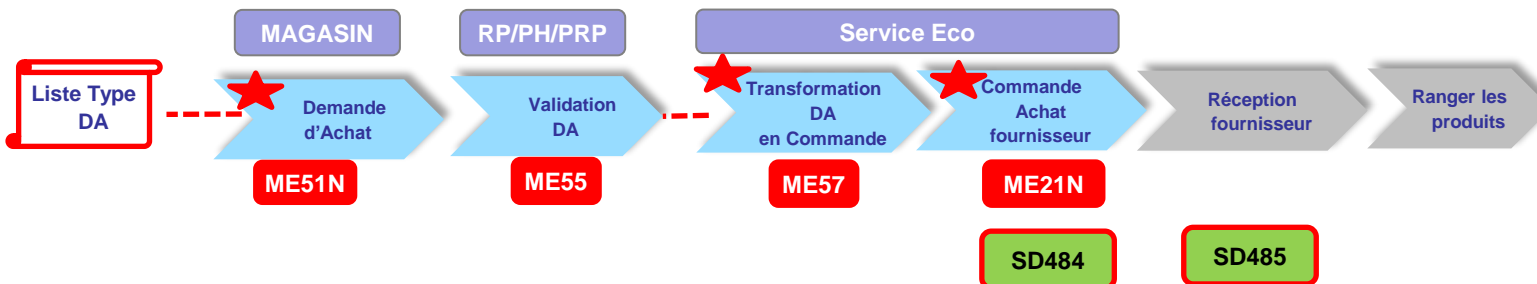 MAGASIN
RP/PH/PRP
Service Eco
Liste Type
DA
Demande
d'Achat
Validation
DA
Transformation
DA
en Commande
Commande
Achat
fournisseur
Réception
fournisseur
Ranger les
produits
ME51N
ME55
ME57
ME21N
SD484
SD485